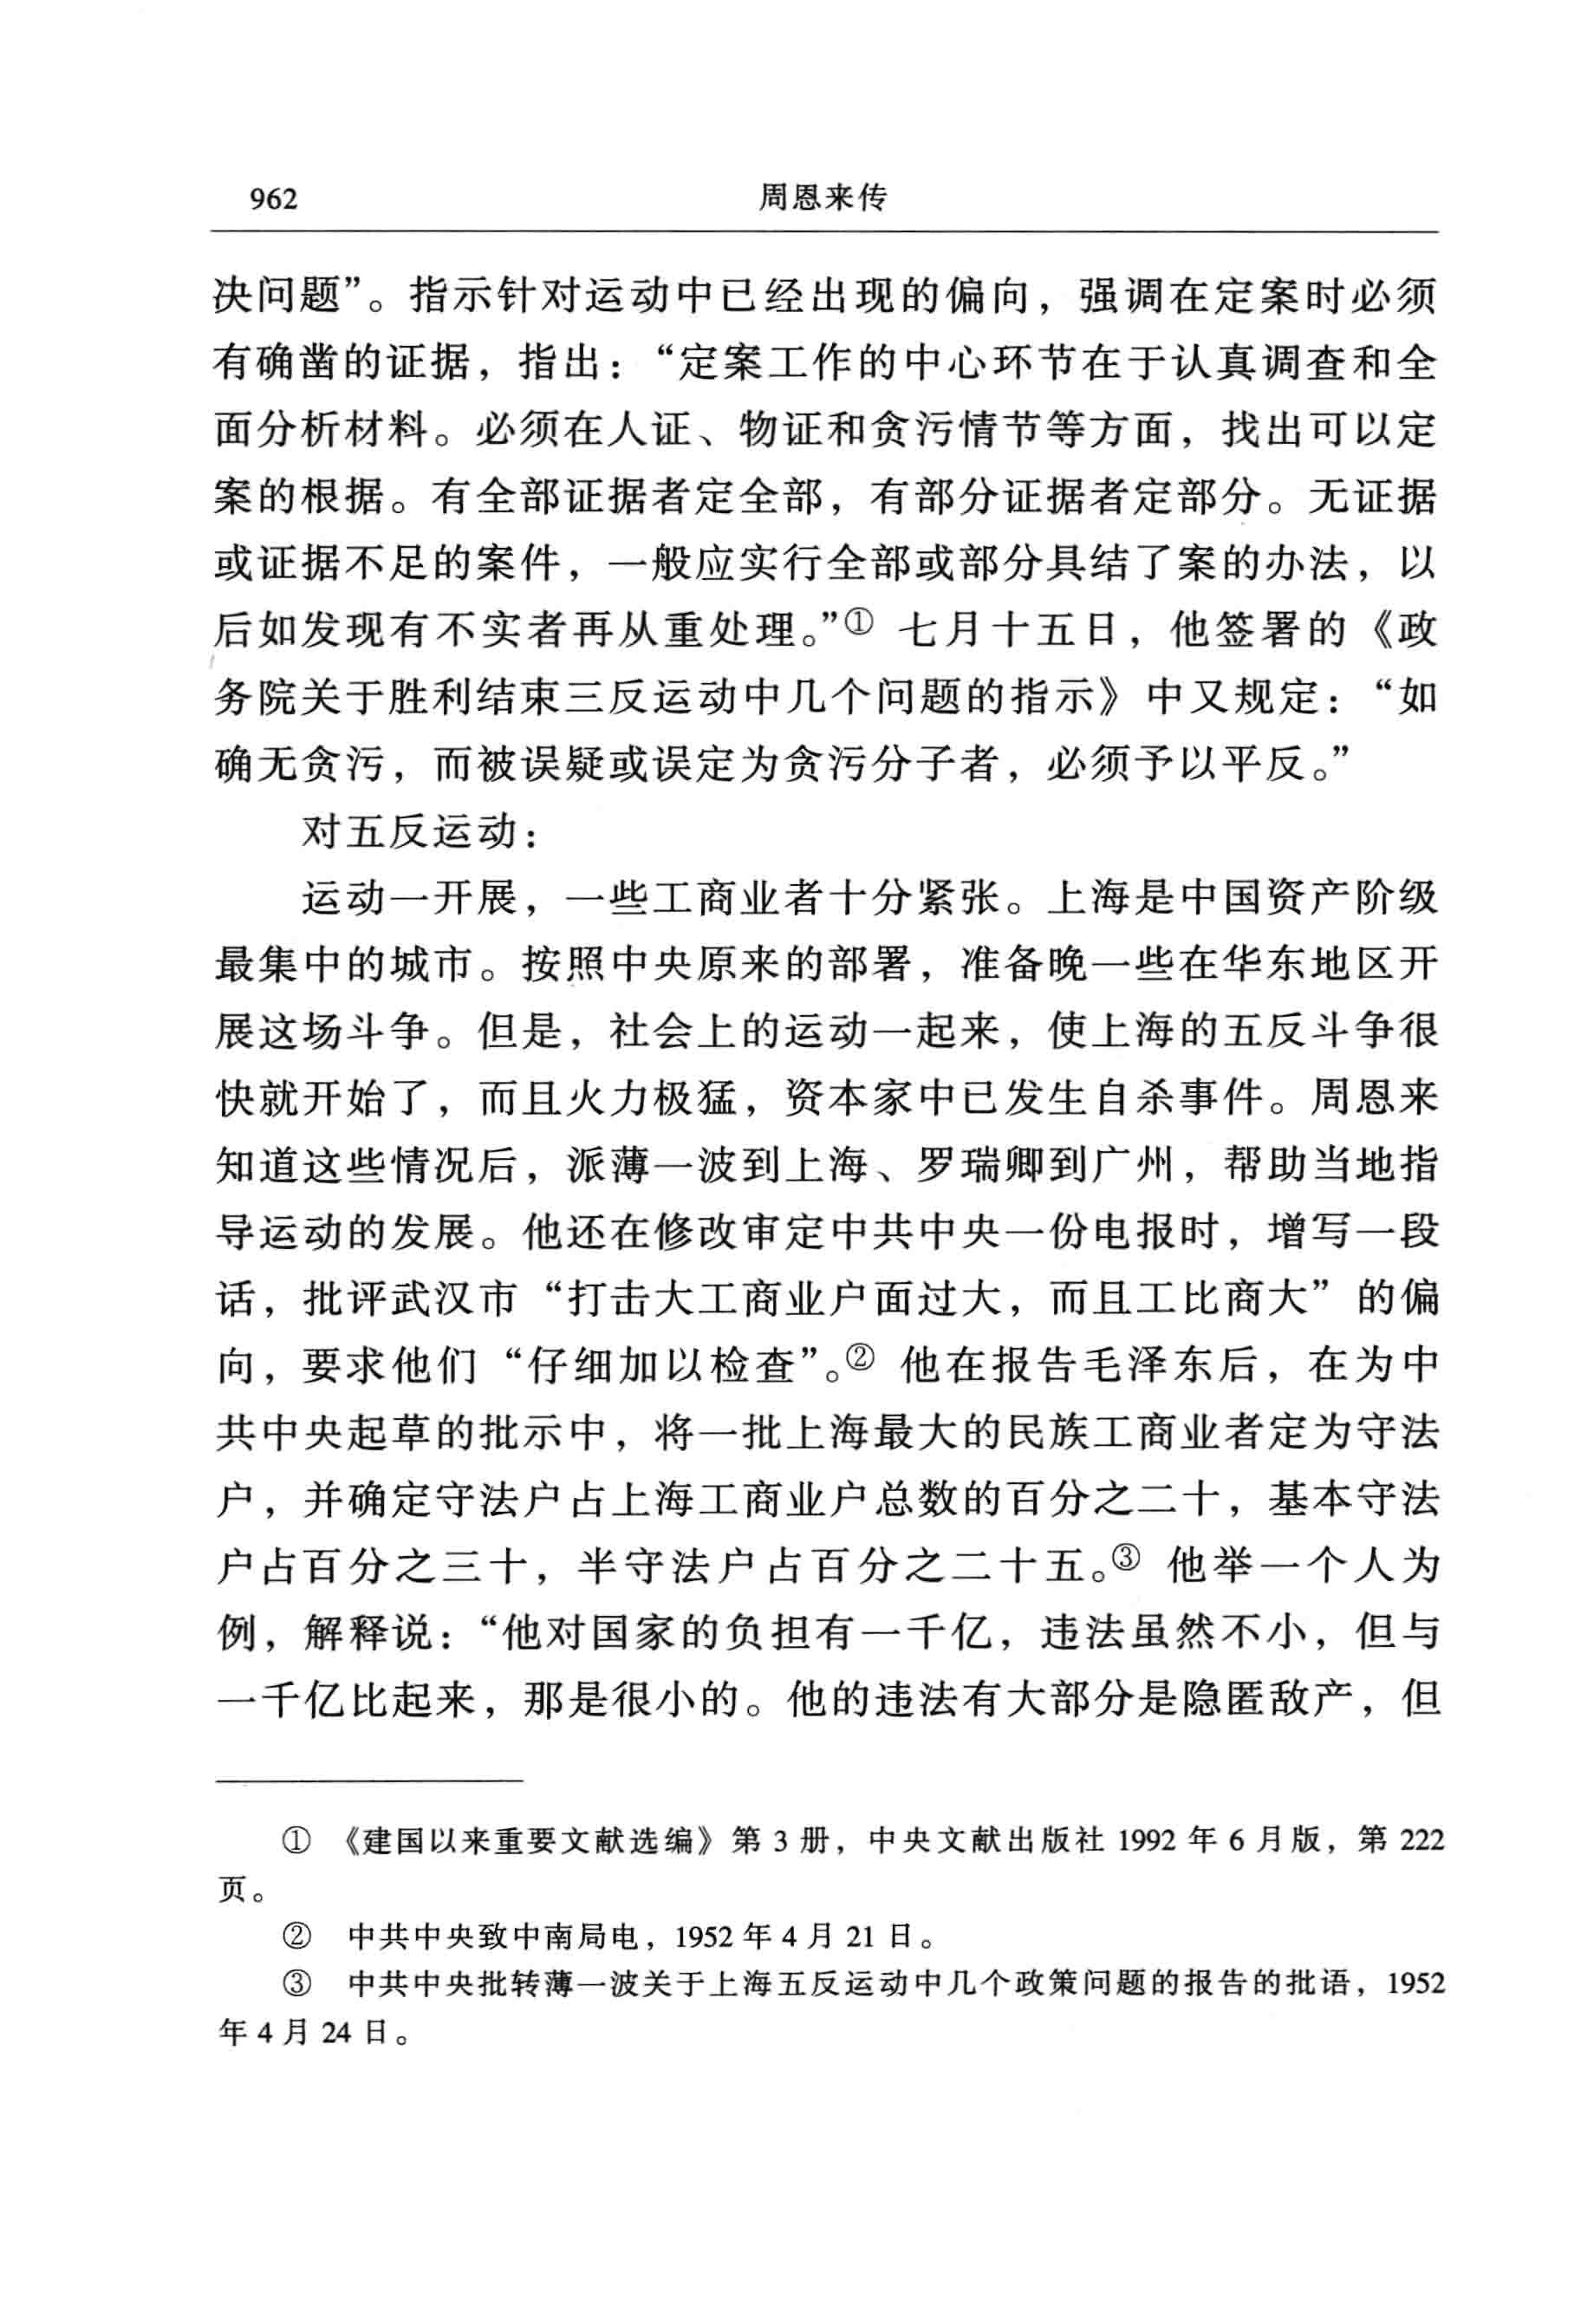 962
周恩来传
决问题”。指示针对运动中已经出现的偏向，强调在定案时必须
有确凿的证据，指出：“定案工作的中心环节在于认真调查和全
面分析材料。必须在人证、物证和贪污情节等方面，找出可以定
案的根据。有全部证据者定全部，有部分证据者定部分。无证据
或证据不足的案件，一般应实行全部或部分具结了案的办法，以
后如发现有不实者再从重处理。”① 七月十五日，他签署的《政
务院关于胜利结束三反运动中几个问题的指示》中又规定：“如
确无贪污，而被误疑或误定为贪污分子者，必须予以平反。”
对五反运动：
运动一开展，一些工商业者十分紧张。上海是中国资产阶级
最集中的城市。按照中央原来的部署，准备晚一些在华东地区开
展这场斗争。但是，社会上的运动一起来，使上海的五反斗争很
快就开始了，而且火力极猛，资本家中已发生自杀事件。周恩来
知道这些情况后，派薄一波到上海、罗瑞卿到广州，帮助当地指
导运动的发展。他还在修改审定中共中央一份电报时，增写一段
话，批评武汉市“打击大工商业户面过大，而且工比商大”的偏
向，要求他们“仔细加以检查”。② 他在报告毛泽东后，在为中
共中央起草的批示中，将一批上海最大的民族工商业者定为守法
户，并确定守法户占上海工商业户总数的百分之二十，基本守法
户占百分之三十，半守法户占百分之二十五。③ 他举一个人为
例，解释说：“他对国家的负担有一千亿，违法虽然不小，但与
一千亿比起来，那是很小的。他的违法有大部分是隐匿敌产，但
① 《建国以来重要文献选编》第 3 册，中央文献出版社 1992 年 6 月版，第 222
页。
② 中共中央致中南局电，1952 年 4 月 21 日。
③ 中共中央批转薄一波关于上海五反运动中几个政策问题的报告的批语，1952
年 4 月 24 日。